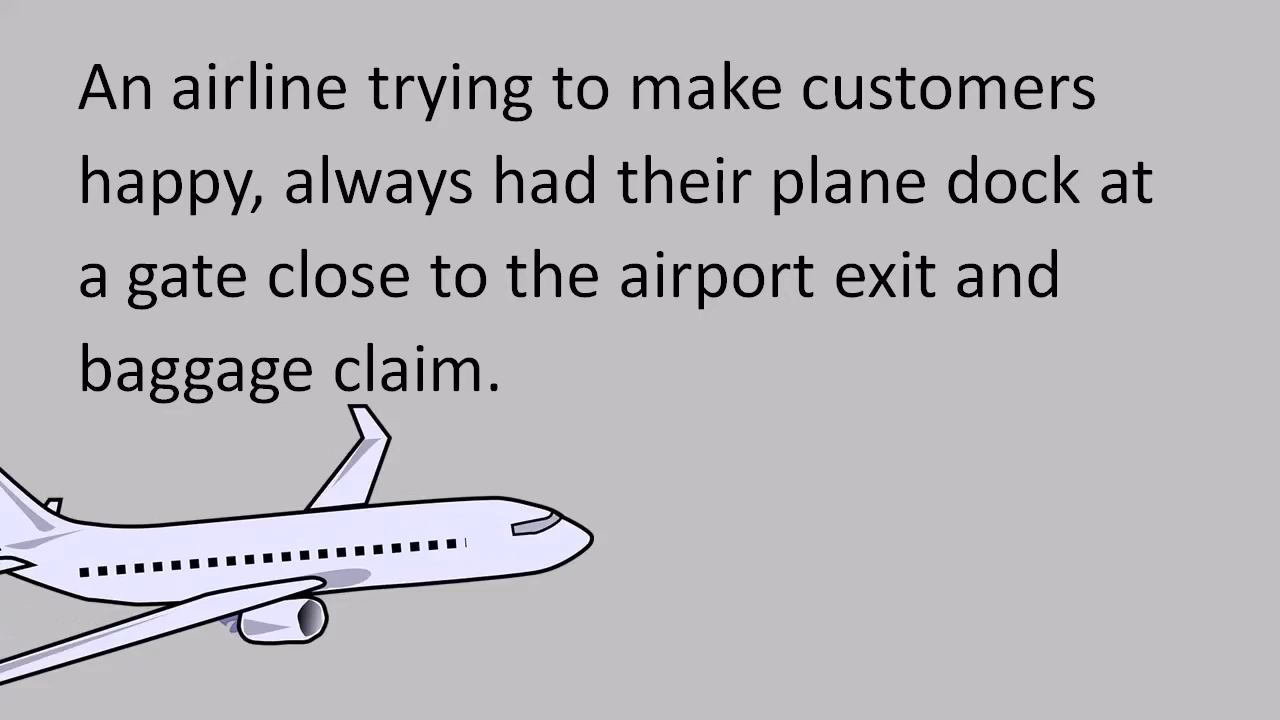 An airline trying to make customers
happy, always had their plane dock at
a gate close to the airport exit and
baggage claim.